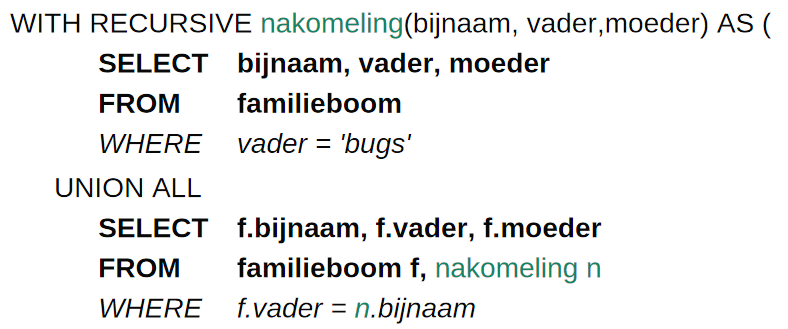 WITH RECURSIVE nakomeling(bijnaam, vader,moeder) AS (
SELECT bijnaam, vader, moeder
FROM familieboom
WHERE vader = 'bugs'
UNION ALL
SELECT f.bijnaam, f.vader, f.moeder
FROM familieboom f, nakomeling n
WHERE f.vader = n.bijnaam